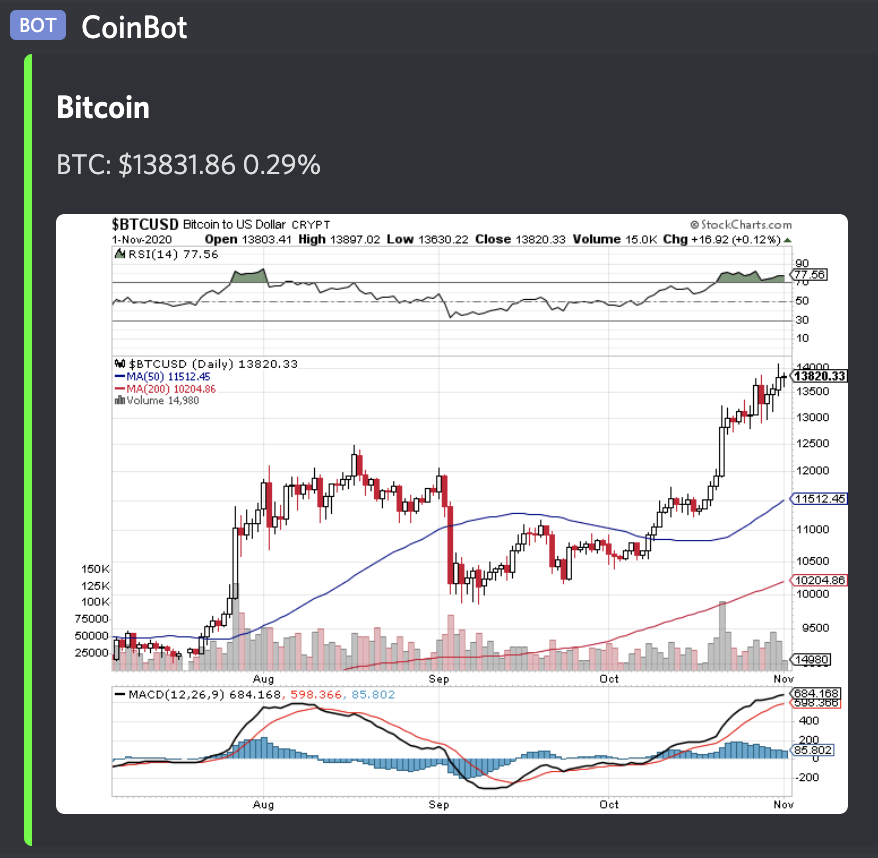 BOT CoinBot
Bitcoin
BTC: $13831.86 0.29%
$BTCUSD Bitcoin to US Dollar CRYPT
© StockCharts.com
1-Nov-2020 Open 13803.41 High 13897.02 Low 13630.22 Close 13820.33 Volume 15.0K Chg +16.92 (+0.12%)
RSI(14) 77.56
90
77.56
70
50
30
10
$BTCUSD (Daily) 13820.33
MA(50) 11512.45
MA(200) 10204.86
Volume 14,980
14000
13820.33
13500
13000
12500
12000
11512.45
11000
10500
10204.86
10000
9500
14980
150K
125K
100K
75000
50000
25000
Aug Sep Oct Nov
MACD(12,26,9) 684.168, 598.366, 85.802
684.168
598.366
400
200
85.802
0
-200
Aug Sep Oct Nov